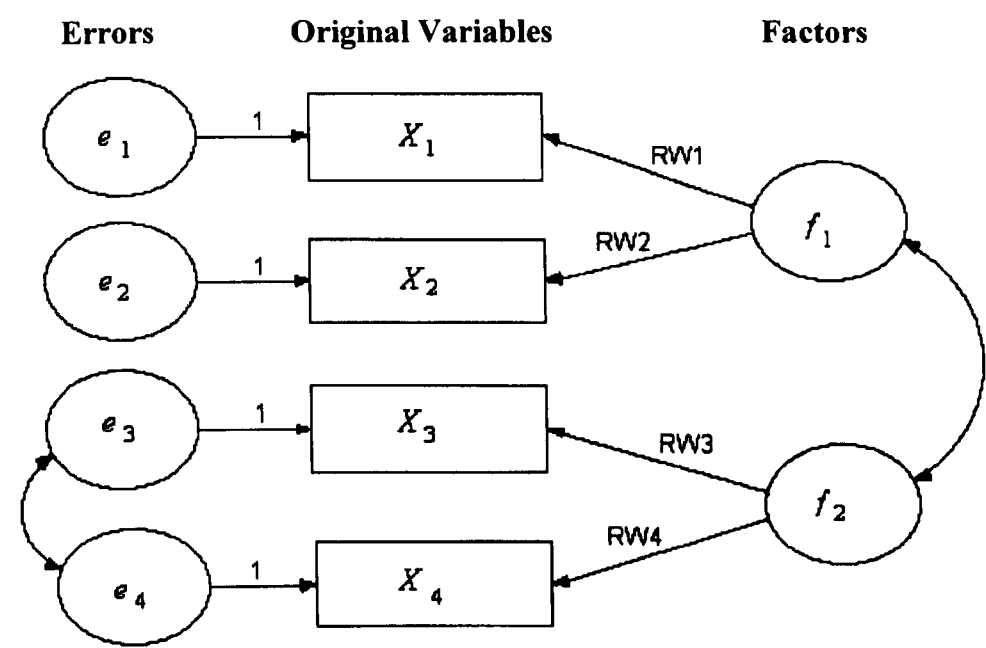 Errors Original Variables Factors
e1 1 X1
RW1
f1
RW2
e2 1 X2
e3 1 X3
RW3
f2
RW4
e4 1 X4